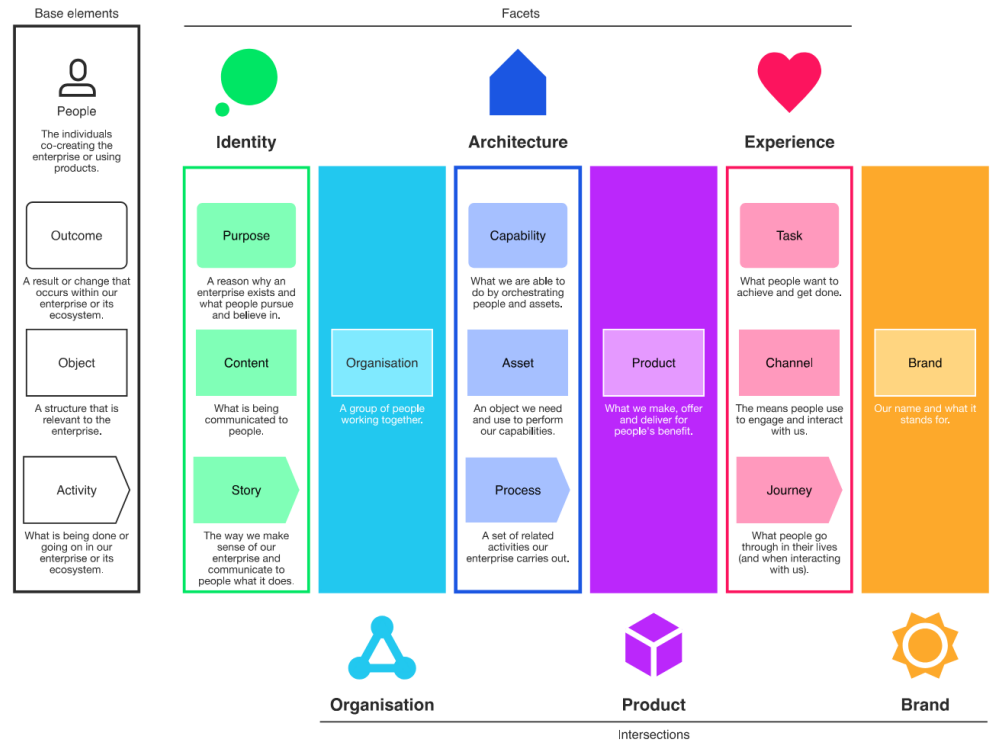 Base elements
Facets
People
The individuals
co-creating the
enterprise or using
products.
Identity
Architecture
Experience
Outcome
A result or change that
occurs within our
enterprise or its
ecosystem.
Purpose
A reason why an
enterprise exists and
what people pursue
and believe in.
Capability
What we are able to
do by orchestrating
people and assets.
Task
What people want to
achieve and get done.
Object
A structure that is
relevant to the
enterprise.
Content
What is being
communicated to
people.
Organisation
A group of people
working together.
Asset
An object we need
and use to perform
our capabilities.
Product
What we make, offer
and deliver for
people's benefit.
Channel
The means people use
to engage and interact
with us.
Brand
Our name and what it
stands for.
Activity
What is being done or
going on in our
enterprise or its
ecosystem.
Story
The way we make
sense of our
enterprise and
communicate to
people what it does.
Process
A set of related
activities our
enterprise carries out.
Journey
What people go
through in their lives
(and when interacting
with us).
Organisation
Product
Brand
Intersections